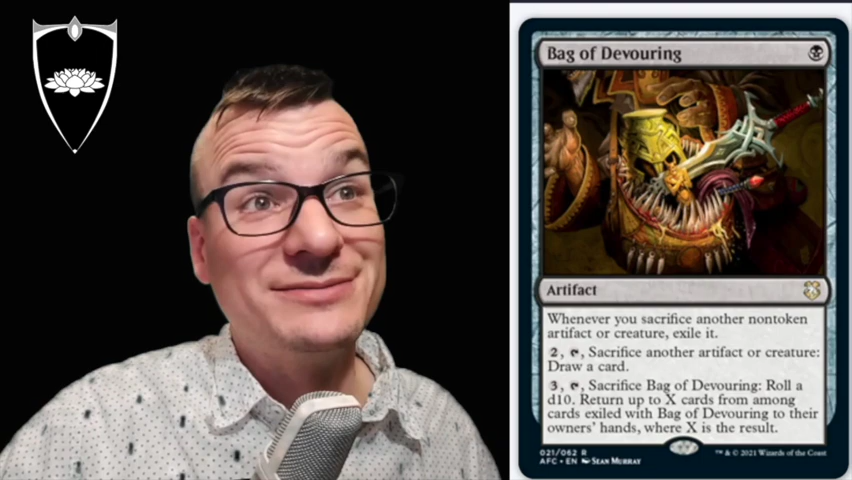 Bag of Devouring
Artifact
Whenever you sacrifice another nontoken
artifact or creature, exile it.
2, T, Sacrifice another artifact or creature:
Draw a card.
3, T, Sacrifice Bag of Devouring: Roll a
d10. Return up to X cards from among
cards exiled with Bag of Devouring to their
owners' hands, where X is the result.
021/062 R
AFC • EN Sean Murray
™ & © 2021 Wizards of the Coast